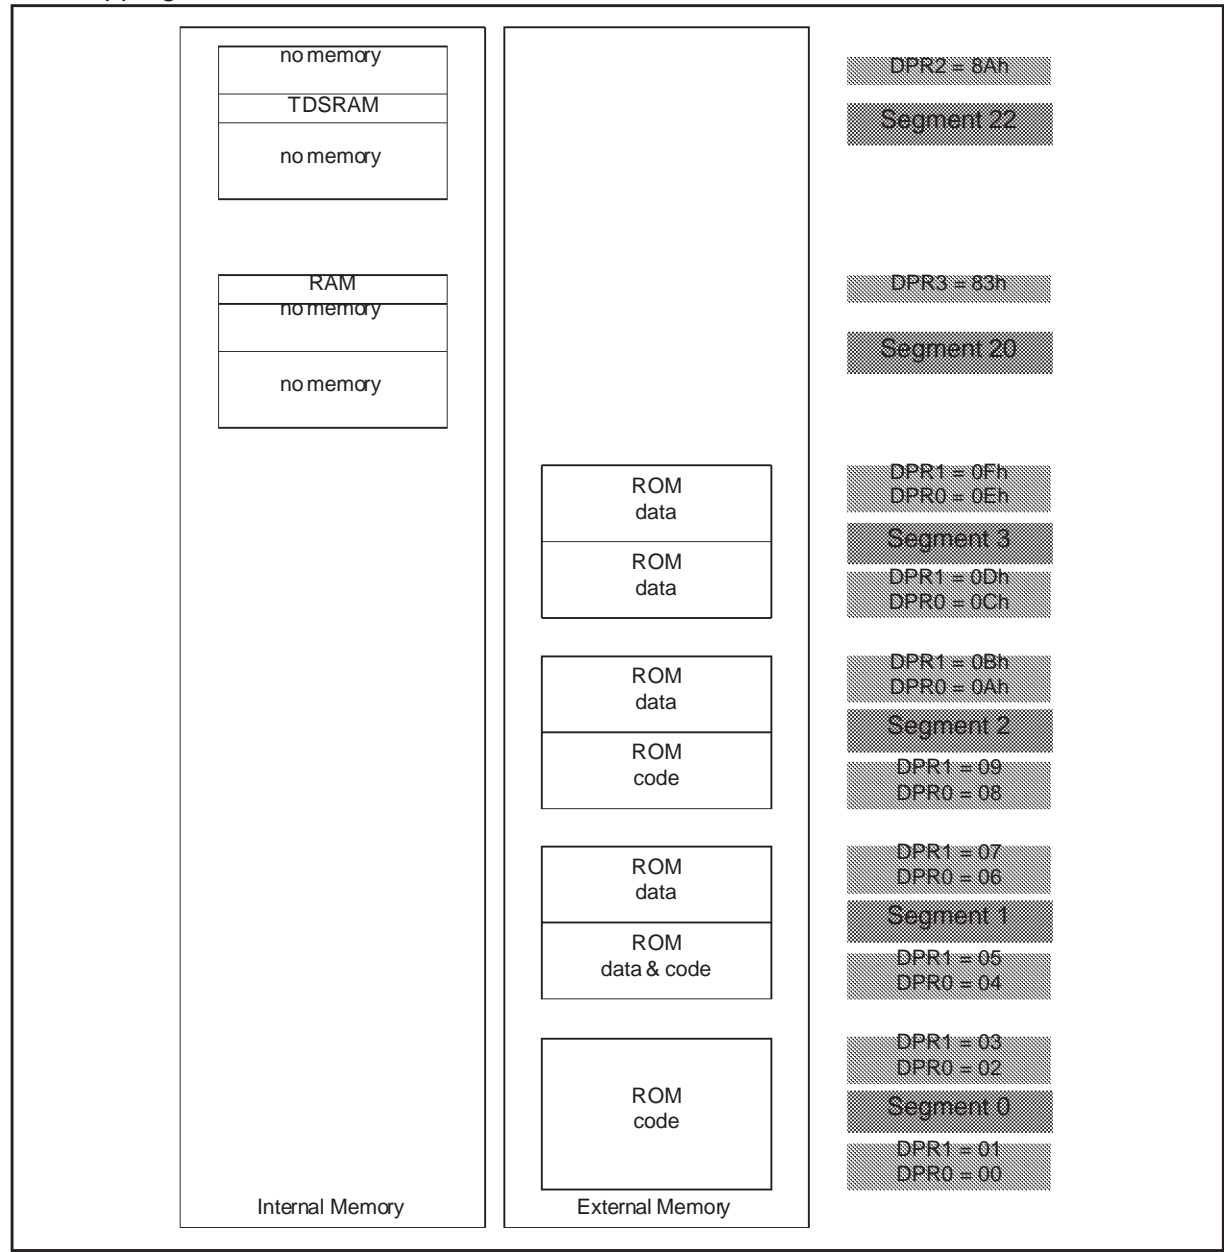 no memory
TDSRAM
no memory
RAM
no memory
no memory
Internal Memory
ROM
data
ROM
data
ROM
data
ROM
code
ROM
data
ROM
data & code
ROM
code
External Memory
DPR2 = 8Ah
Segment 22
DPR3 = 83h
Segment 20
DPR1 = 0Fh
DPR0 = 0Eh
Segment 3
DPR1 = 0Dh
DPR0 = 0Ch
DPR1 = 0Bh
DPR0 = 0Ah
Segment 2
DPR1 = 09
DPR0 = 08
DPR1 = 07
DPR0 = 06
Segment 1
DPR1 = 05
DPR0 = 04
DPR1 = 03
DPR0 = 02
Segment 0
DPR1 = 01
DPR0 = 00